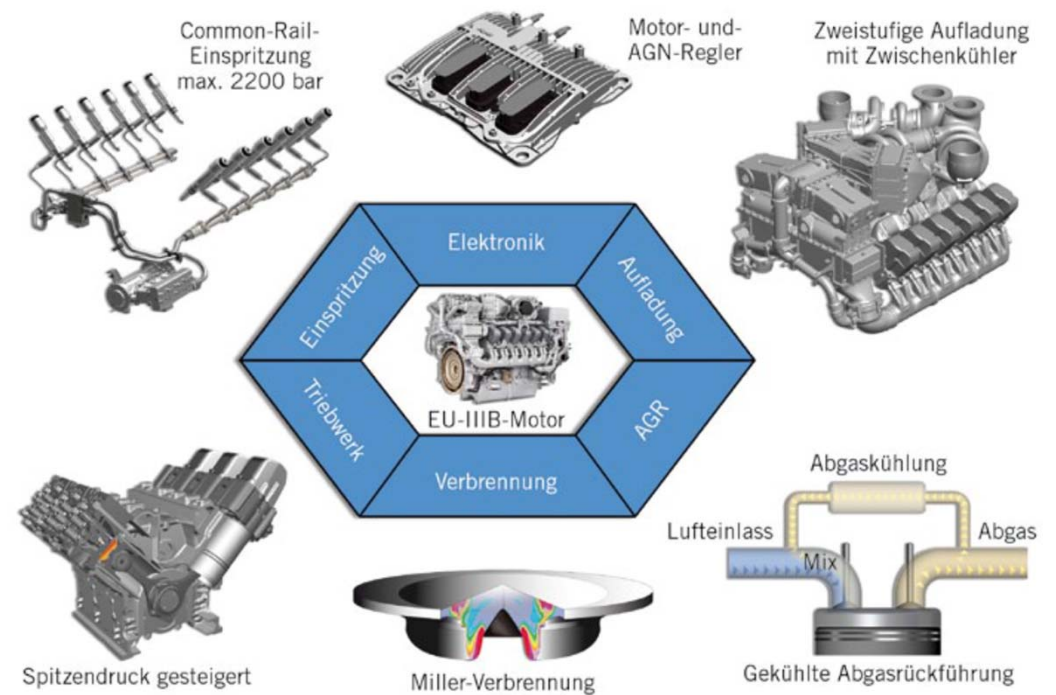 Common-Rail-
Einspritzung
max. 2200 bar
Motor- und-
AGN-Regler
Zweistufige Aufladung
mit Zwischenkühler
Elektronik
Einspritzung
Aufladung
EU-IIIB-Motor
Triebwerk
AGR
Verbrennung
Abgaskühlung
Lufteinlass
Abgas
Mix
Spitzendruck gesteigert
Miller-Verbrennung
Gekühlte Abgasrückführung